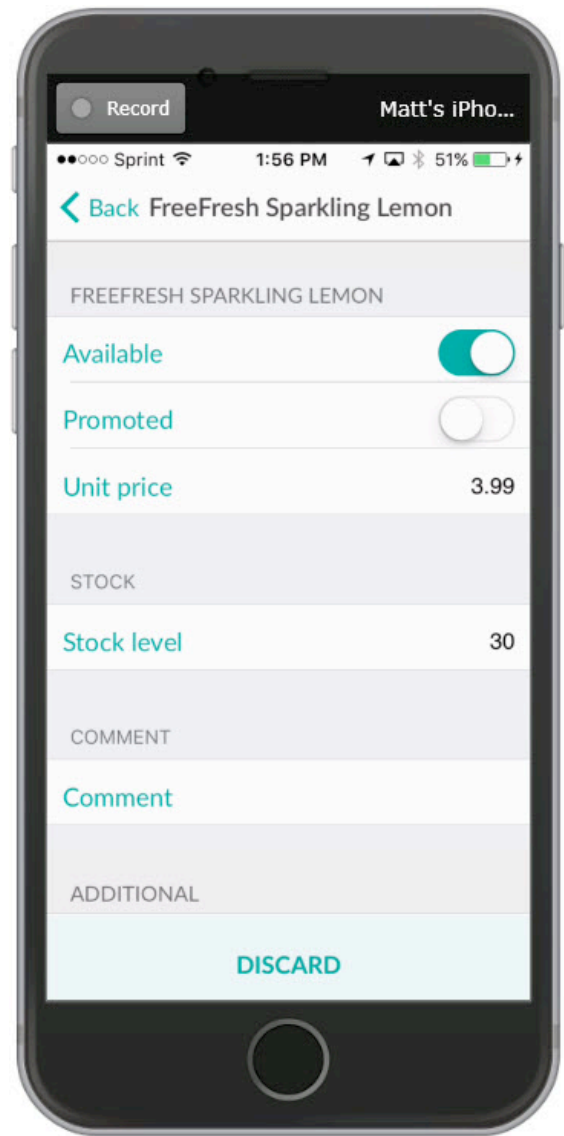 Record Matt's iPho...
Sprint 1:56 PM 51%
Back FreeFresh Sparkling Lemon
FREEFRESH SPARKLING LEMON
Available
Promoted
Unit price 3.99
STOCK
Stock level 30
COMMENT
Comment
ADDITIONAL
DISCARD